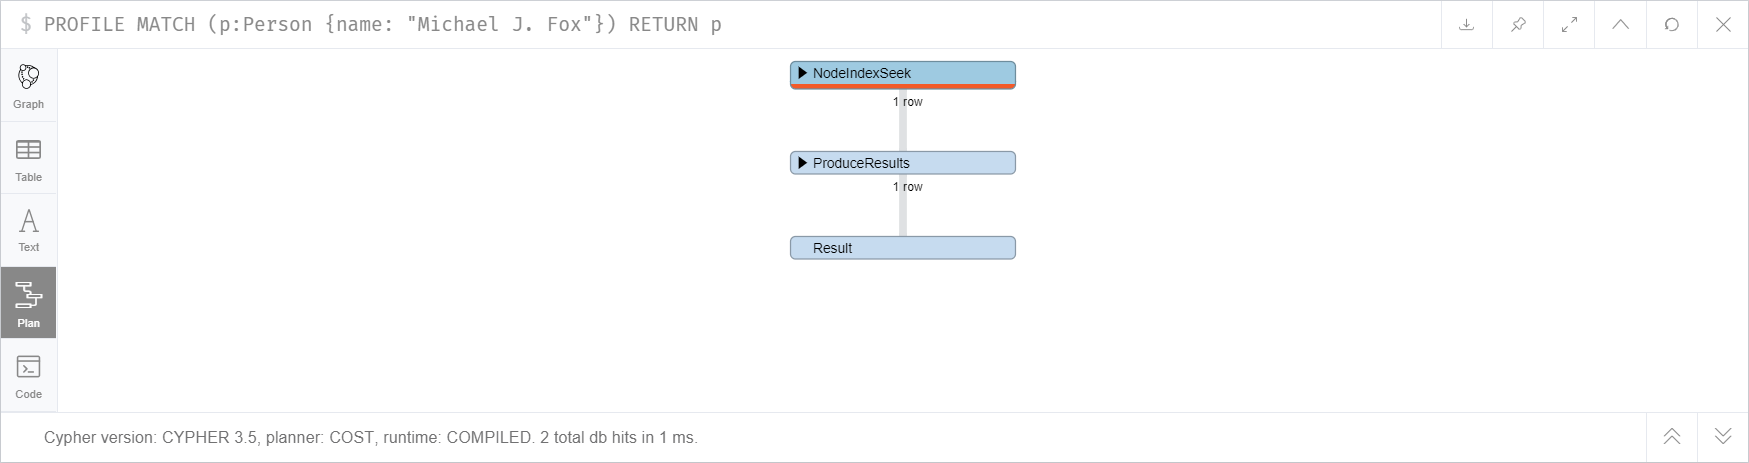 $ PROFILE MATCH (p:Person {name: "Michael J. Fox"}) RETURN p
Graph
Table
Text
Plan
Code
NodeIndexSeek
1 row
ProduceResults
1 row
Result
Cypher version: CYPHER 3.5, planner: COST, runtime: COMPILED. 2 total db hits in 1 ms.